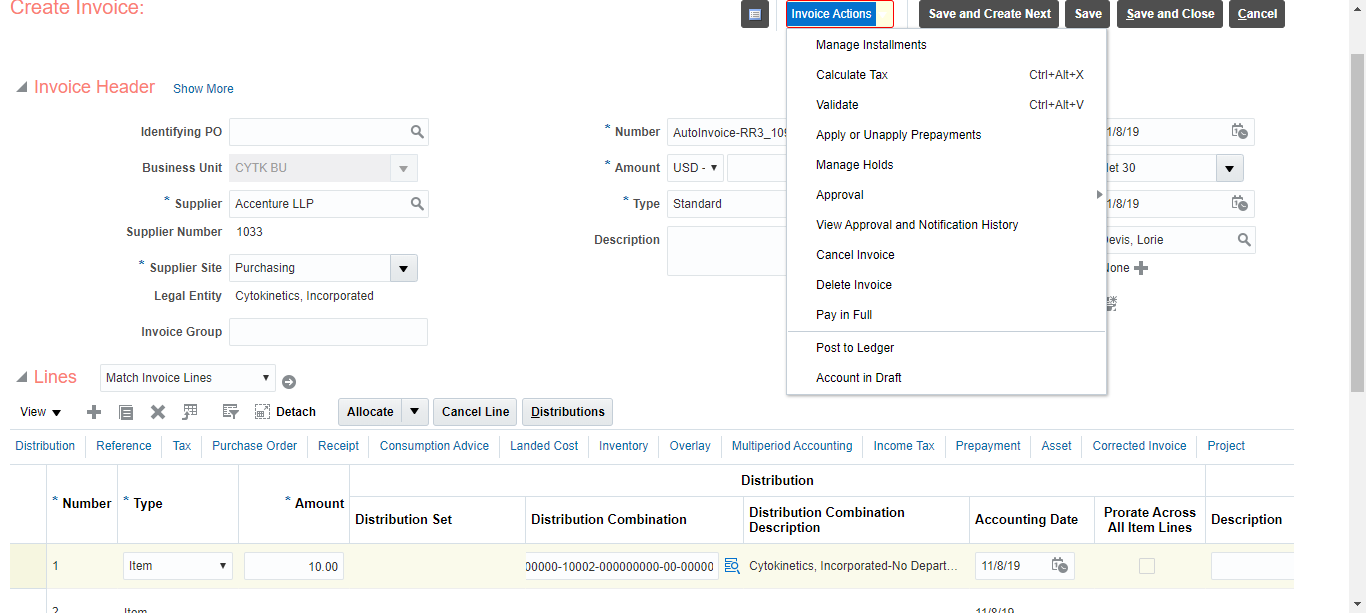 Create Invoice:
Invoice Actions
Save and Create Next
Save
Save and Close
Cancel
Manage Installments
Calculate Tax Ctrl+Alt+X
Validate Ctrl+Alt+V
Apply or Unapply Prepayments
Manage Holds
Approval
View Approval and Notification History
Cancel Invoice
Delete Invoice
Pay in Full
Post to Ledger
Account in Draft
Invoice Header Show More
Identifying PO
Business Unit CYTK BU
* Supplier Accenture LLP
Supplier Number 1033
* Supplier Site Purchasing
Legal Entity Cytokinetics, Incorporated
Invoice Group
* Number AutoInvoice-RR3_109
* Amount USD -
* Type Standard
Description
1/8/19
et 30
1/8/19
evis, Lorie
None
Lines Match Invoice Lines
View Detach Allocate Cancel Line Distributions
Distribution Reference Tax Purchase Order Receipt Consumption Advice Landed Cost Inventory Overlay Multiperiod Accounting Income Tax Prepayment Asset Corrected Invoice Project
Distribution
* Number * Type * Amount Distribution Set Distribution Combination Distribution Combination Description Accounting Date Prorate Across All Item Lines Description
1 Item 10.00 00000-10002-000000000-00-00000 Cytokinetics, Incorporated-No Depart... 11/8/19
2 Item 11/8/19